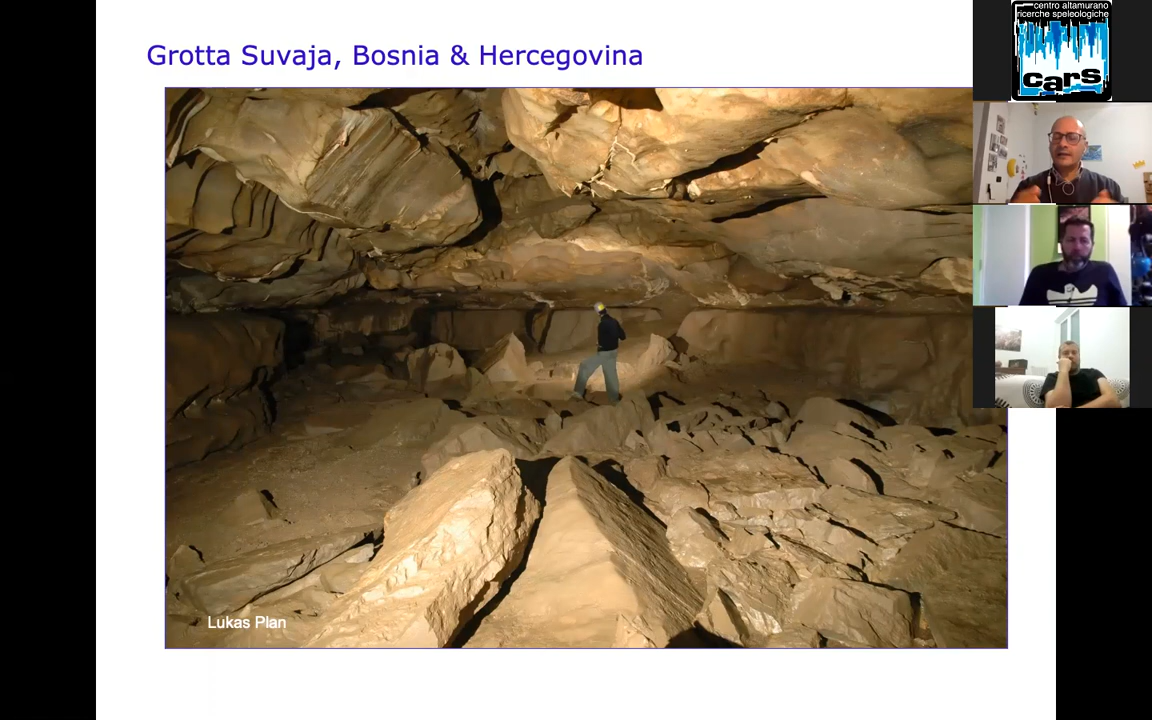 Grotta Suvaja, Bosnia & Hercegovina
centro altamurano
ricerche speleologiche
cars
Lukas Plan